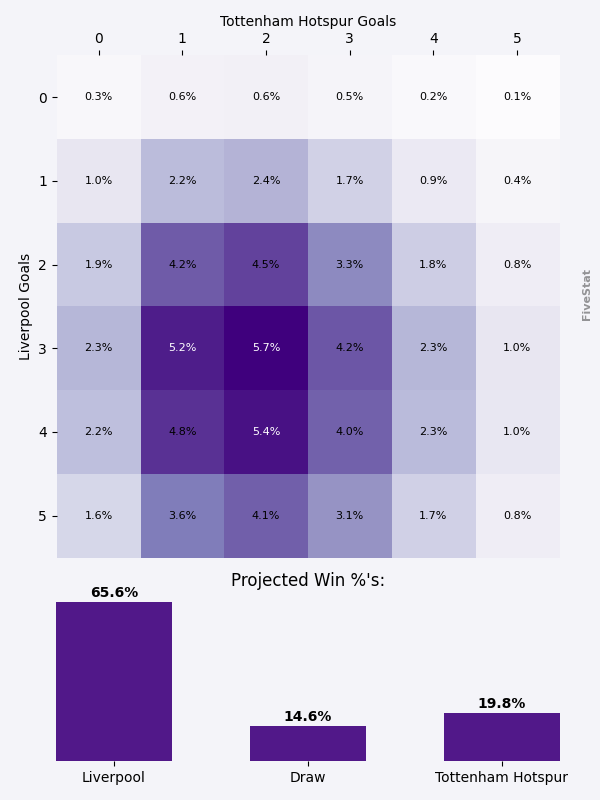 Tottenham Hotspur Goals
0 1 2 3 4 5
0 0.3% 0.6% 0.6% 0.5% 0.2% 0.1%
1 1.0% 2.2% 2.4% 1.7% 0.9% 0.4%
2 1.9% 4.2% 4.5% 3.3% 1.8% 0.8%
3 2.3% 5.2% 5.7% 4.2% 2.3% 1.0%
4 2.2% 4.8% 5.4% 4.0% 2.3% 1.0%
5 1.6% 3.6% 4.1% 3.1% 1.7% 0.8%
Liverpool Goals
FiveStat
Projected Win %'s:
65.6% 14.6% 19.8%
Liverpool Draw Tottenham Hotspur